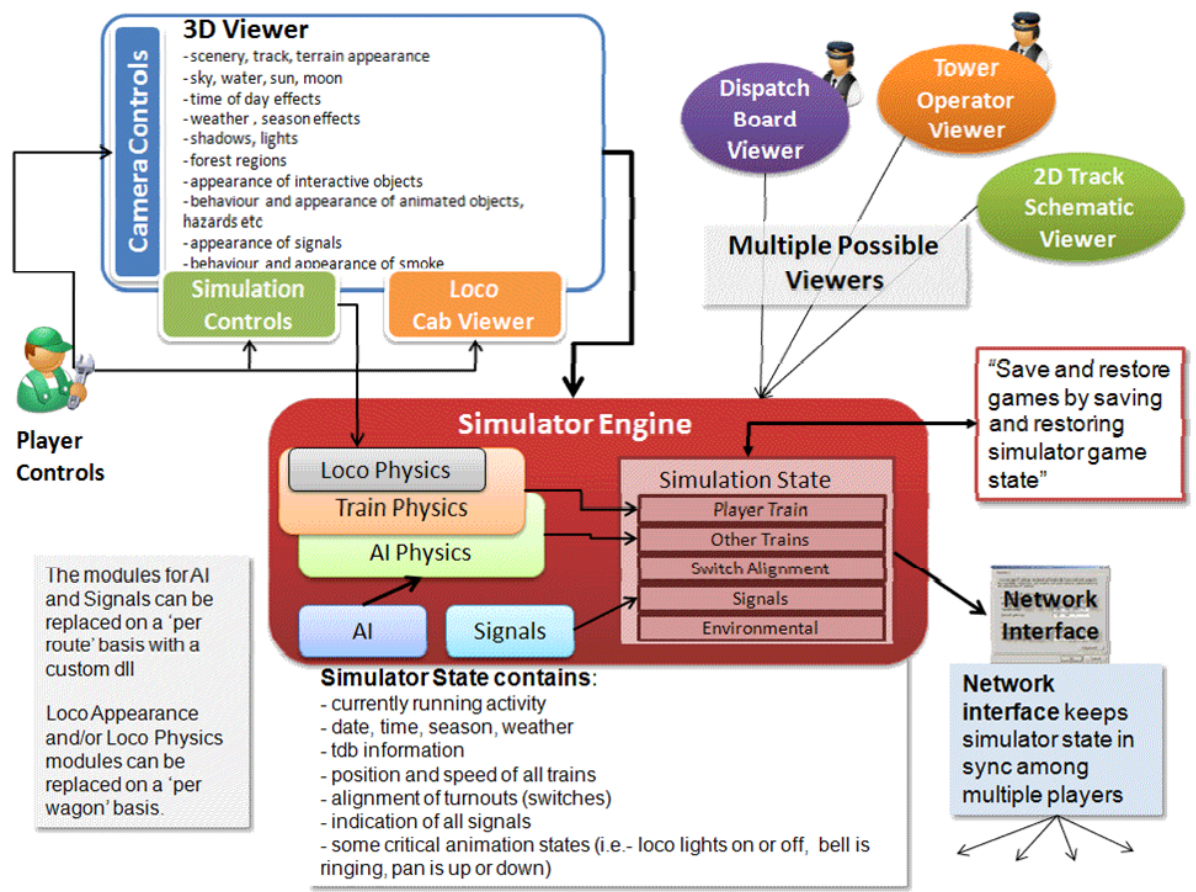 3D Viewer
Camera Controls
- scenery, track, terrain appearance
- sky, water, sun, moon
- time of day effects
- weather , season effects
- shadows, lights
- forest regions
- appearance of interactive objects
- behaviour and appearance of animated objects,
hazards etc
- appearance of signals
- behaviour and appearance of smoke
Simulation
Controls
Loco
Cab Viewer
Dispatch
Board
Viewer
Tower
Operator
Viewer
2D Track
Schematic
Viewer
Multiple Possible
Viewers
Player
Controls
"Save and restore
games by saving
and restoring
simulator game
state"
Simulator Engine
Loco Physics
Train Physics
AI Physics
AI
Signals
Simulation State
Player Train
Other Trains
Switch Alignment
Signals
Environmental
Network
Interface
The modules for AI
and Signals can be
replaced on a 'per
route' basis with a
custom dll
Loco Appearance
and/or Loco Physics
modules can be
replaced on a 'per
wagon' basis.
Simulator State contains:
- currently running activity
- date, time, season, weather
- tdb information
- position and speed of all trains
- alignment of turnouts (switches)
- indication of all signals
- some critical animation states (i.e.- loco lights on or off, bell is
ringing, pan is up or down)
Network
interface keeps
simulator state in
sync among
multiple players